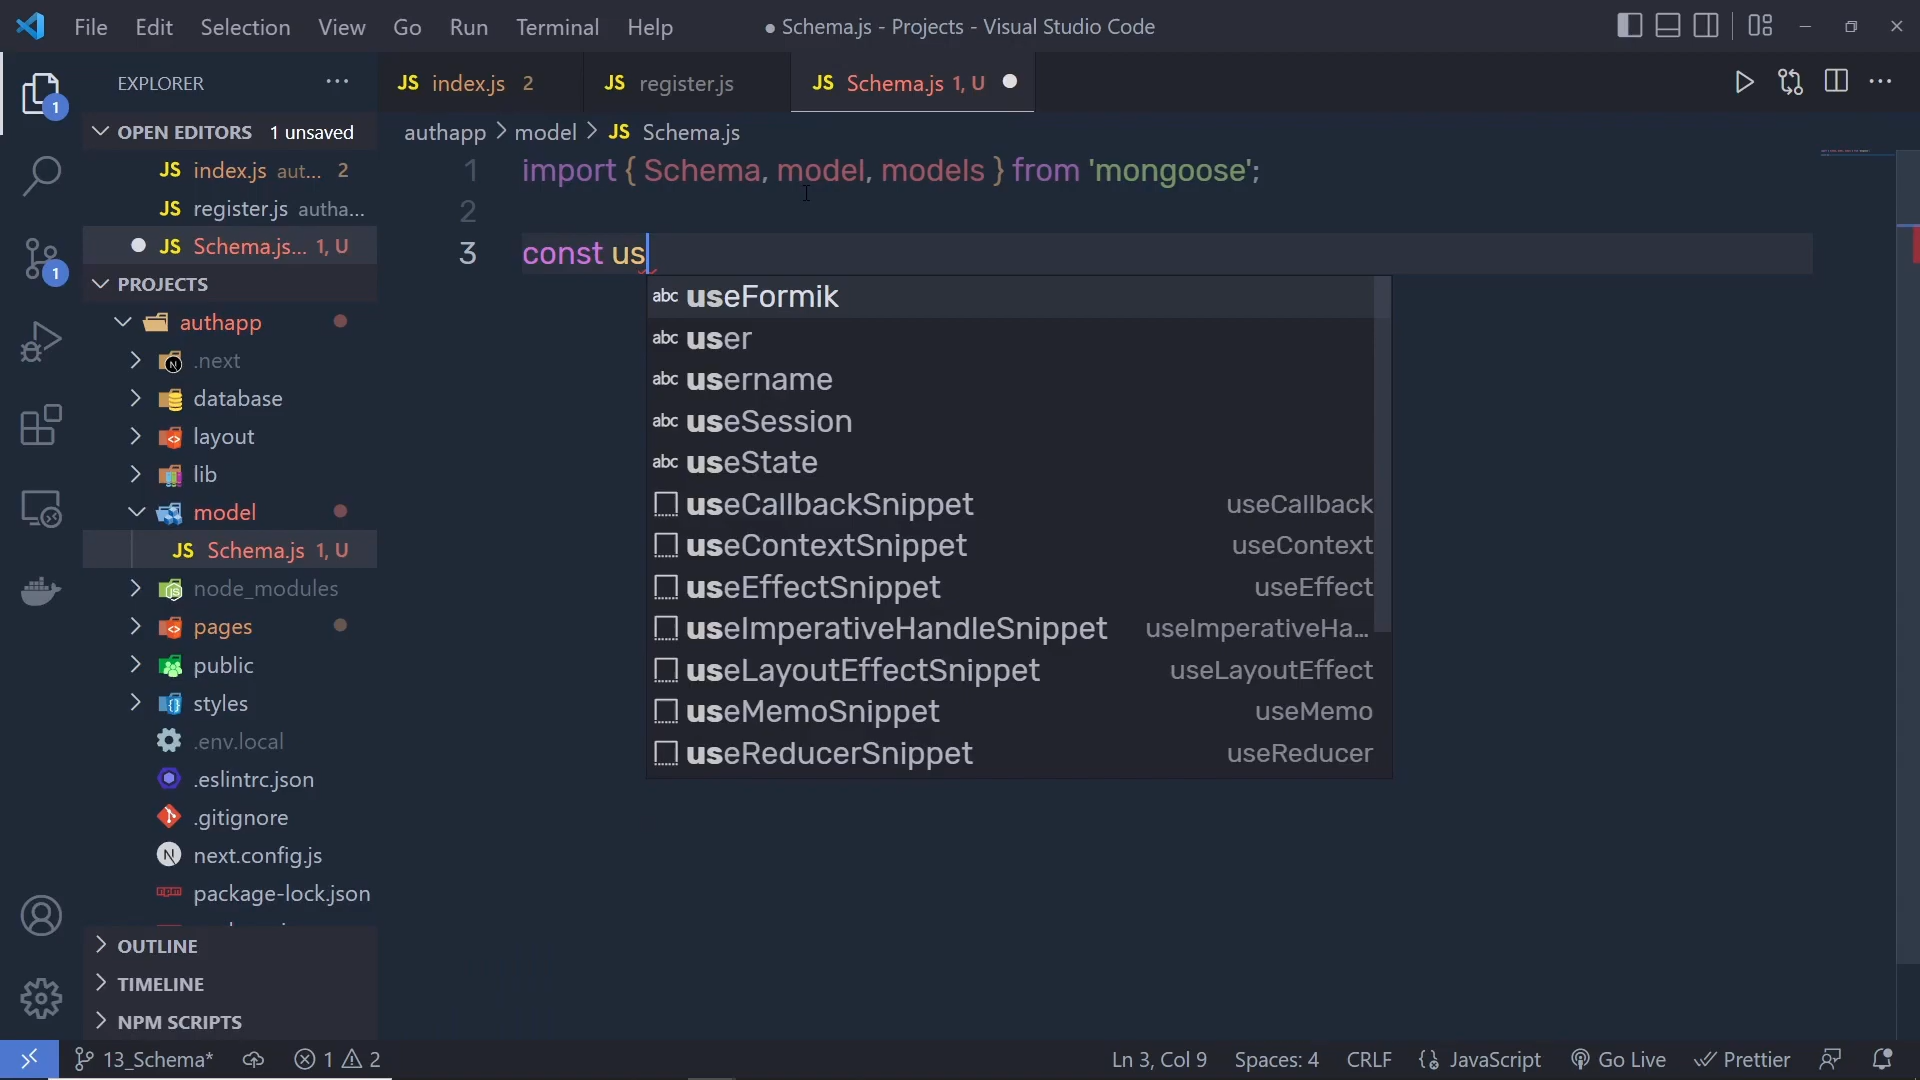 File Edit Selection View Go Run Terminal Help
● Schema.js - Projects - Visual Studio Code
EXPLORER
1
OPEN EDITORS 1 unsaved
JS index.js aut... 2
JS register.js autha...
JS Schema.js... 1, U
1
PROJECTS
authapp
.next
database
layout
lib
model
JS Schema.js 1, U
node_modules
pages
public
styles
.env.local
.eslintrc.json
.gitignore
next.config.js
package-lock.json
OUTLINE
TIMELINE
NPM SCRIPTS
JS index.js 2
JS register.js
JS Schema.js 1, U
authapp > model > JS Schema.js
1 import { Schema, model, models } from 'mongoose';
2
3 const us
abc useFormik
abc user
abc username
abc useSession
abc useState
useCallbackSnippet useCallback
useContextSnippet useContext
useEffectSnippet useEffect
useImperativeHandleSnippet useImperativeHa...
useLayoutEffectSnippet useLayoutEffect
useMemoSnippet useMemo
useReducerSnippet useReducer
13_Schema* 1 2
Ln 3, Col 9 Spaces: 4 CRLF JavaScript Go Live Prettier